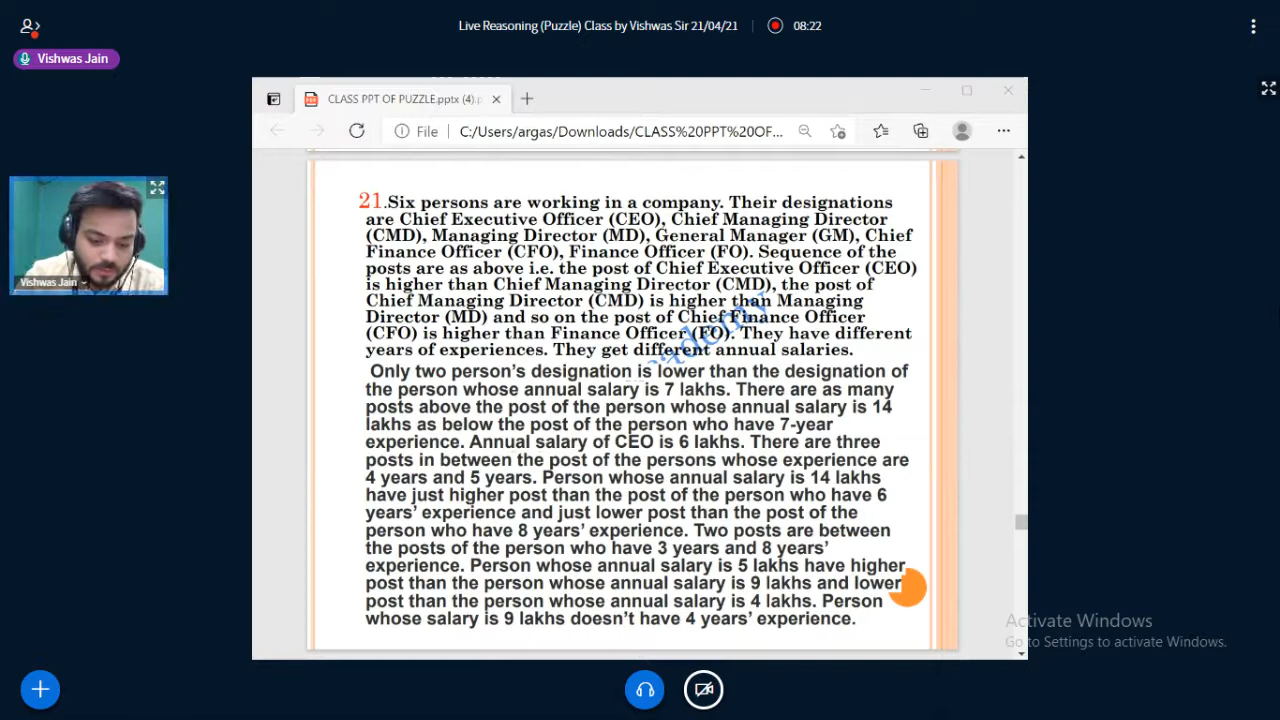 Live Reasoning (Puzzle) Class by Vishwas Sir 21/04/21
08:22
Vishwas Jain
CLASS PPT OF PUZZLE.pptx (4).p
File
C:/Users/argas/Downloads/CLASS%20PPT%20OF...
Vishwas Jain
21.Six persons are working in a company. Their designations
are Chief Executive Officer (CEO), Chief Managing Director
(CMD), Managing Director (MD), General Manager (GM), Chief
Finance Officer (CFO), Finance Officer (FO). Sequence of the
posts are as above i.e. the post of Chief Executive Officer (CEO)
is higher than Chief Managing Director (CMD), the post of
Chief Managing Director (CMD) is higher than Managing
Director (MD) and so on the post of Chief Finance Officer
(CFO) is higher than Finance Officer (FO). They have different
years of experiences. They get different annual salaries.
Only two person's designation is lower than the designation of
the person whose annual salary is 7 lakhs. There are as many
posts above the post of the person whose annual salary is 14
lakhs as below the post of the person who have 7-year
experience. Annual salary of CEO is 6 lakhs. There are three
posts in between the post of the persons whose experience are
4 years and 5 years. Person whose annual salary is 14 lakhs
have just higher post than the post of the person who have 6
years' experience and just lower post than the post of the
person who have 8 years' experience. Two posts are between
the posts of the person who have 3 years and 8 years'
experience. Person whose annual salary is 5 lakhs have higher
post than the person whose annual salary is 9 lakhs and lower
post than the person whose annual salary is 4 lakhs. Person
whose salary is 9 lakhs doesn't have 4 years' experience.
ademy
Activate Windows
Go to Settings to activate Windows.